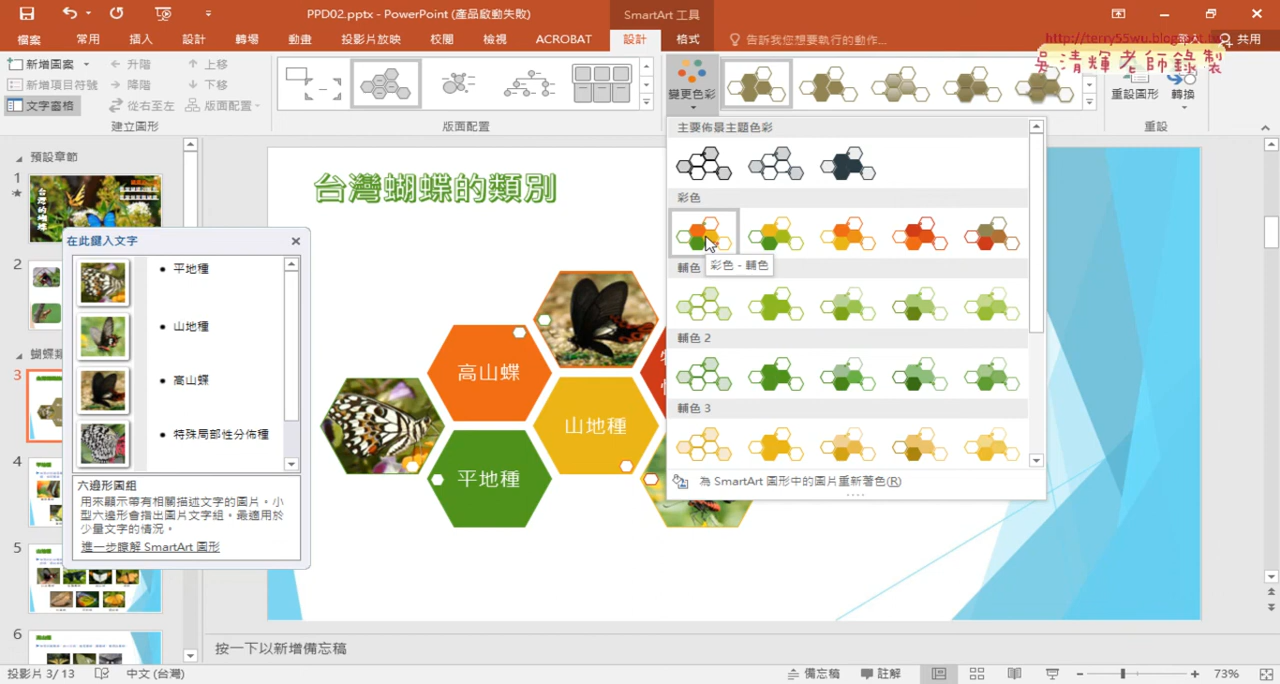 PPD02.pptx - PowerPoint (產品啟動失敗)
SmartArt 工具
檔案
常用
插入
設計
轉場
動畫
投影片放映
校閱
檢視
ACROBAT
設計
格式
告訴我您想要執行的動作...
登入
共用
http://terry55wu.blogspot.tw
吳清輝老師錄製
新增圖案
升階
上移
新增項目符號
降階
下移
文字窗格
從右至左
版面配置
建立圖形
版面配置
變更色彩
重設圖形
轉換
重設
主要佈景主題色彩
彩色
彩色 - 輔色
輔色
輔色 2
輔色 3
為 SmartArt 圖形中的圖片重新著色(R)
預設章節
1
2
3
4
5
6
台灣蝴蝶的類別
在此鍵入文字
平地種
山地種
高山蝶
特殊局部性分佈種
六邊形圖組
用來顯示帶有相關描述文字的圖片。小
型六邊形會指出圖片文字組。最適用於
少量文字的情況。
進一步瞭解 SmartArt 圖形
高山蝶
山地種
平地種
按一下以新增備忘稿
投影片 3/ 13
中文 (台灣)
備忘稿
註解
73%